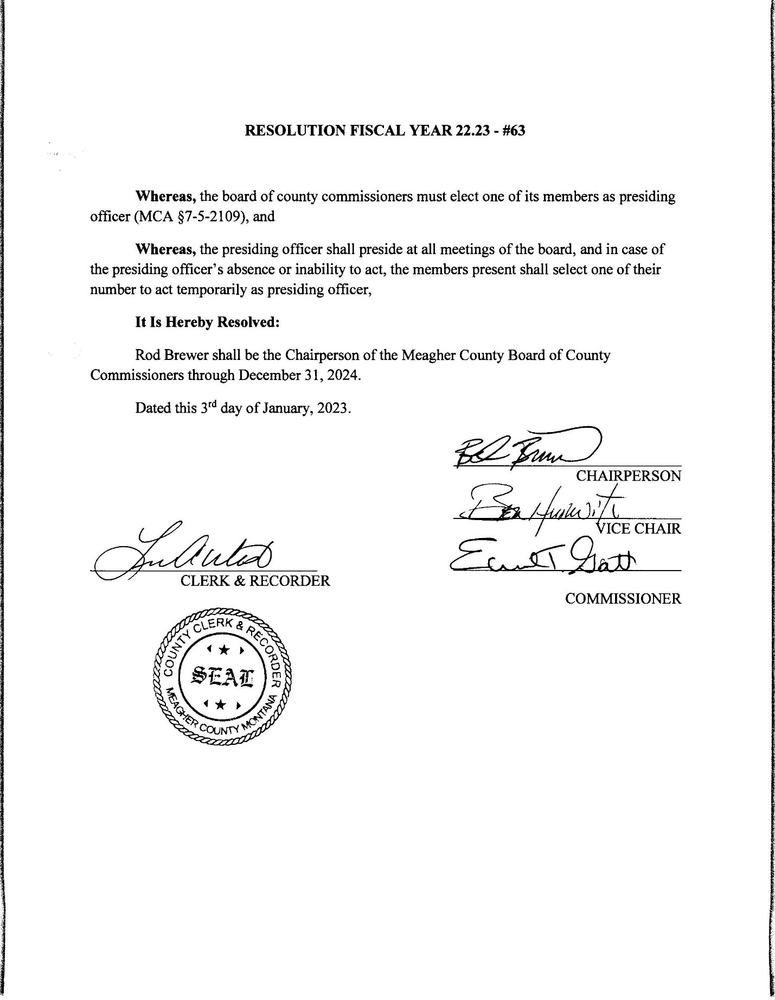 RESOLUTION FISCAL YEAR 22.23 - #63
Whereas, the board of county commissioners must elect one of its members as presiding
officer (MCA §7-5-2109), and
Whereas, the presiding officer shall preside at all meetings of the board, and in case of
the presiding officer's absence or inability to act, the members present shall select one of their
number to act temporarily as presiding officer,
It Is Hereby Resolved:
Rod Brewer shall be the Chairperson of the Meagher County Board of County
Commissioners through December 31, 2024.
Dated this 3rd day of January, 2023.
CHAIRPERSON
Ben Hurwitz
VICE CHAIR
CLERK & RECORDER
COMMISSIONER
COUNTY CLERK & RECORDER
SEAL
MEAGHER COUNTY MONTANA